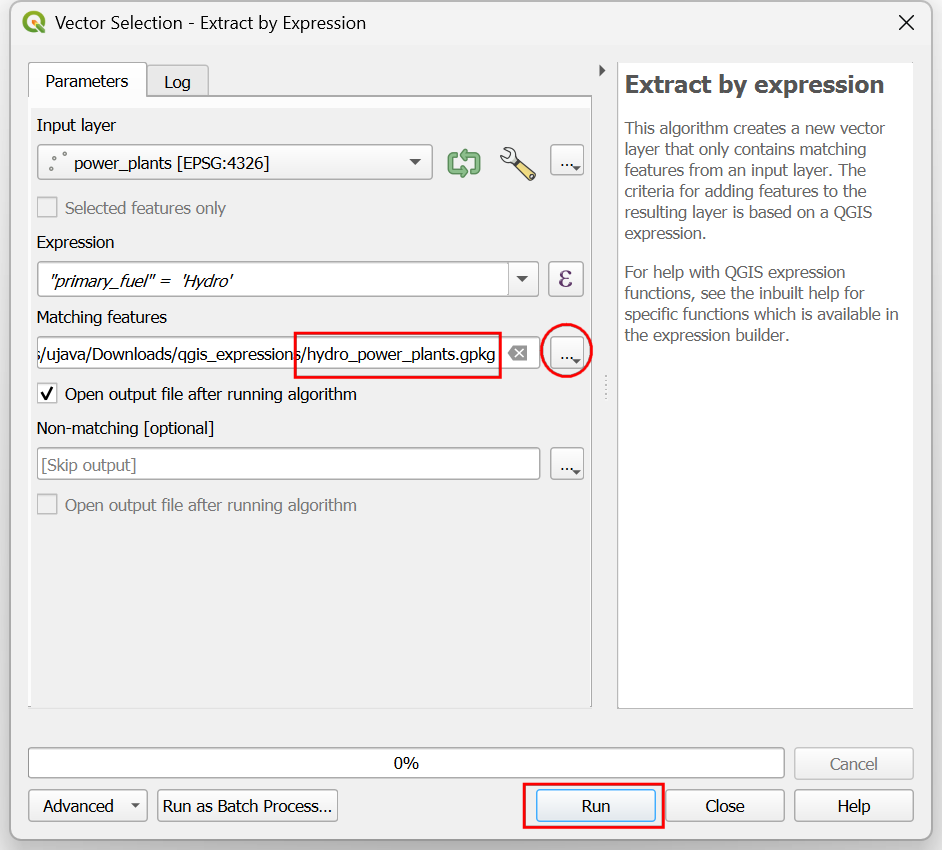 Vector Selection - Extract by Expression
Parameters
Log
Input layer
power_plants [EPSG:4326]
...
Selected features only
Expression
"primary_fuel" = 'Hydro'
ε
Matching features
s/ujava/Downloads/qgis_expressions/hydro_power_plants.gpkg
...
Open output file after running algorithm
Non-matching [optional]
[Skip output]
...
Open output file after running algorithm
Extract by expression
This algorithm creates a new vector
layer that only contains matching
features from an input layer. The
criteria for adding features to the
resulting layer is based on a QGIS
expression.
For help with QGIS expression
functions, see the inbuilt help for
specific functions which is available in
the expression builder.
0%
Cancel
Advanced
Run as Batch Process...
Run
Close
Help